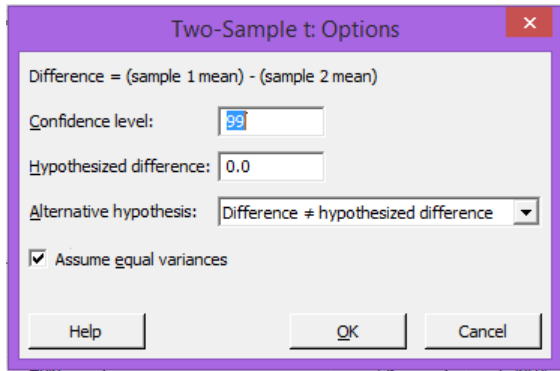 Two-Sample t: Options
Difference = (sample 1 mean) - (sample 2 mean)
Confidence level: 99
Hypothesized difference: 0.0
Alternative hypothesis: Difference ≠ hypothesized difference
Assume equal variances
Help OK Cancel